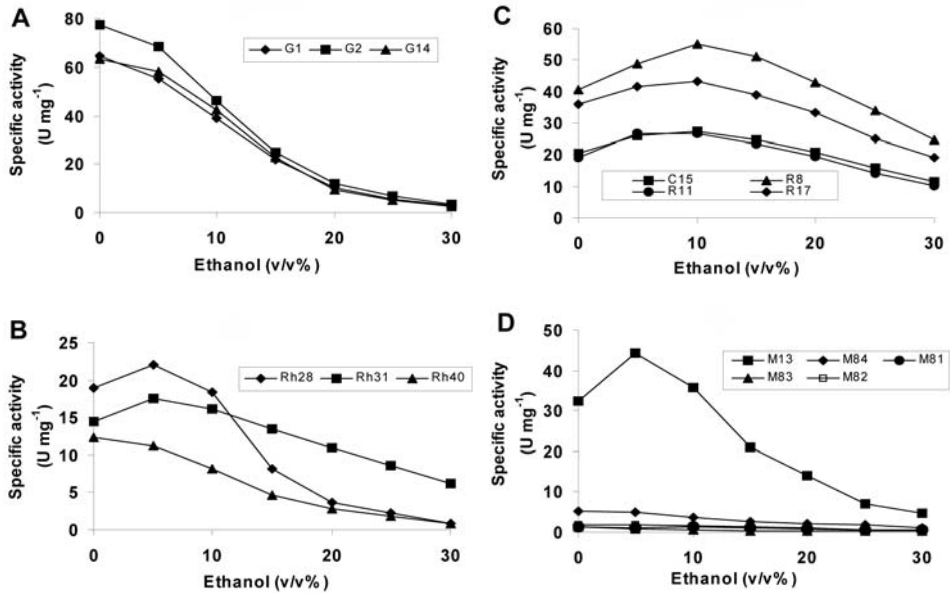 A
Specific activity
(U mg⁻¹)
80
60
40
20
0
G1 G2 G14
0 10 20 30
Ethanol (v/v%)
B
Specific activity
(U mg⁻¹)
25
20
15
10
5
0
Rh28 Rh31 Rh40
0 10 20 30
Ethanol (v/v%)
C
Specific activity
(U mg⁻¹)
60
50
40
30
20
10
0
C15 R8
R11 R17
0 10 20 30
Ethanol (v/v%)
D
Specific activity
(U mg⁻¹)
50
40
30
20
10
0
M13 M84 M81
M83 M82
0 10 20 30
Ethanol (v/v%)